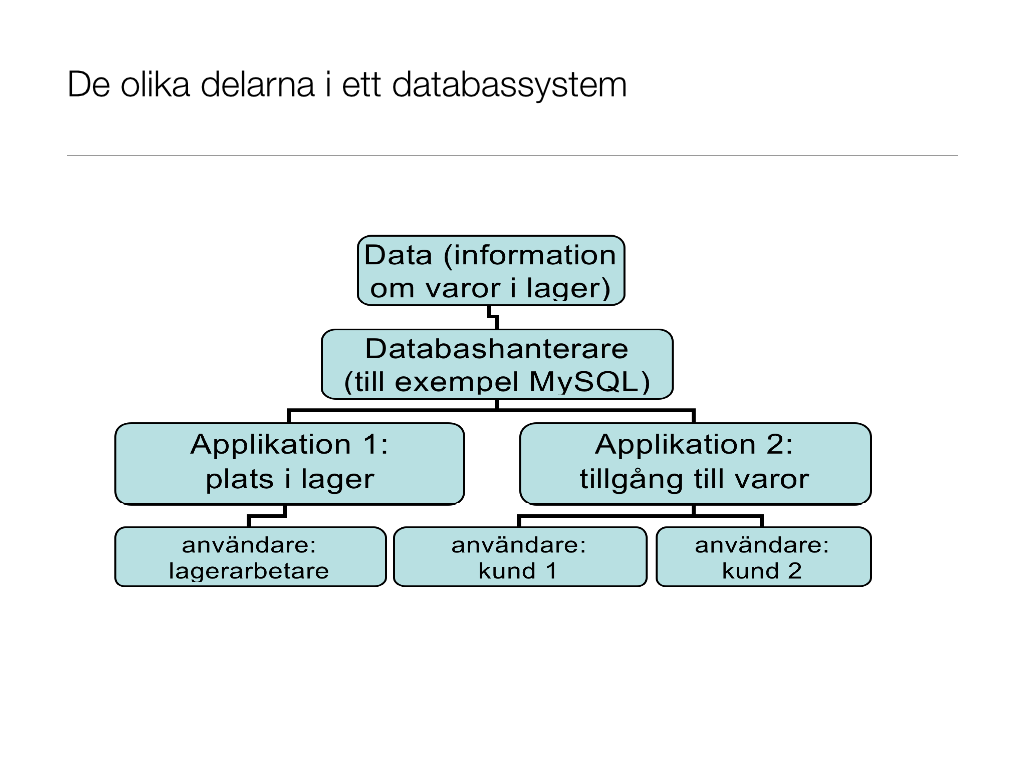 De olika delarna i ett databassystem
Data (information
om varor i lager)
Databashanterare
(till exempel MySQL)
Applikation 1:
plats i lager
Applikation 2:
tillgång till varor
användare:
lagerarbetare
användare:
kund 1
användare:
kund 2